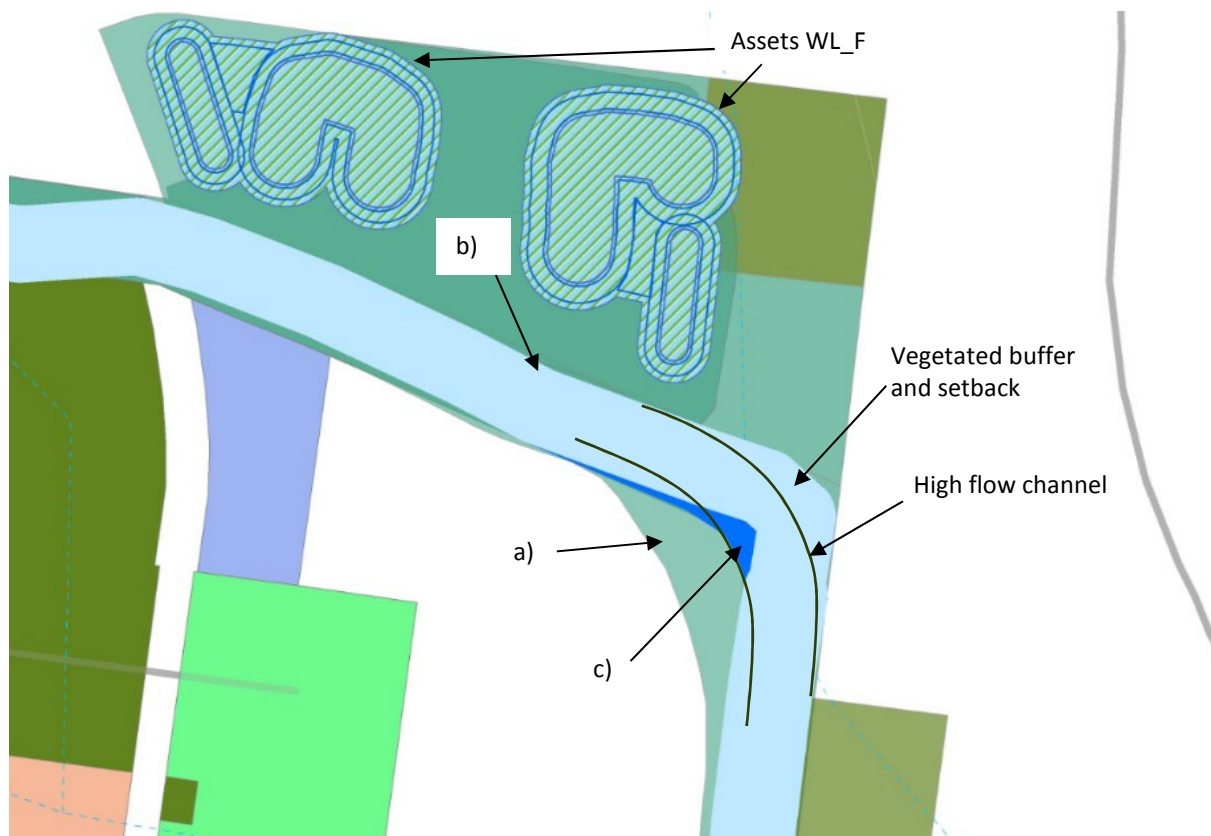 Assets WL_F
b)
Vegetated buffer
and setback
High flow channel
a)
c)